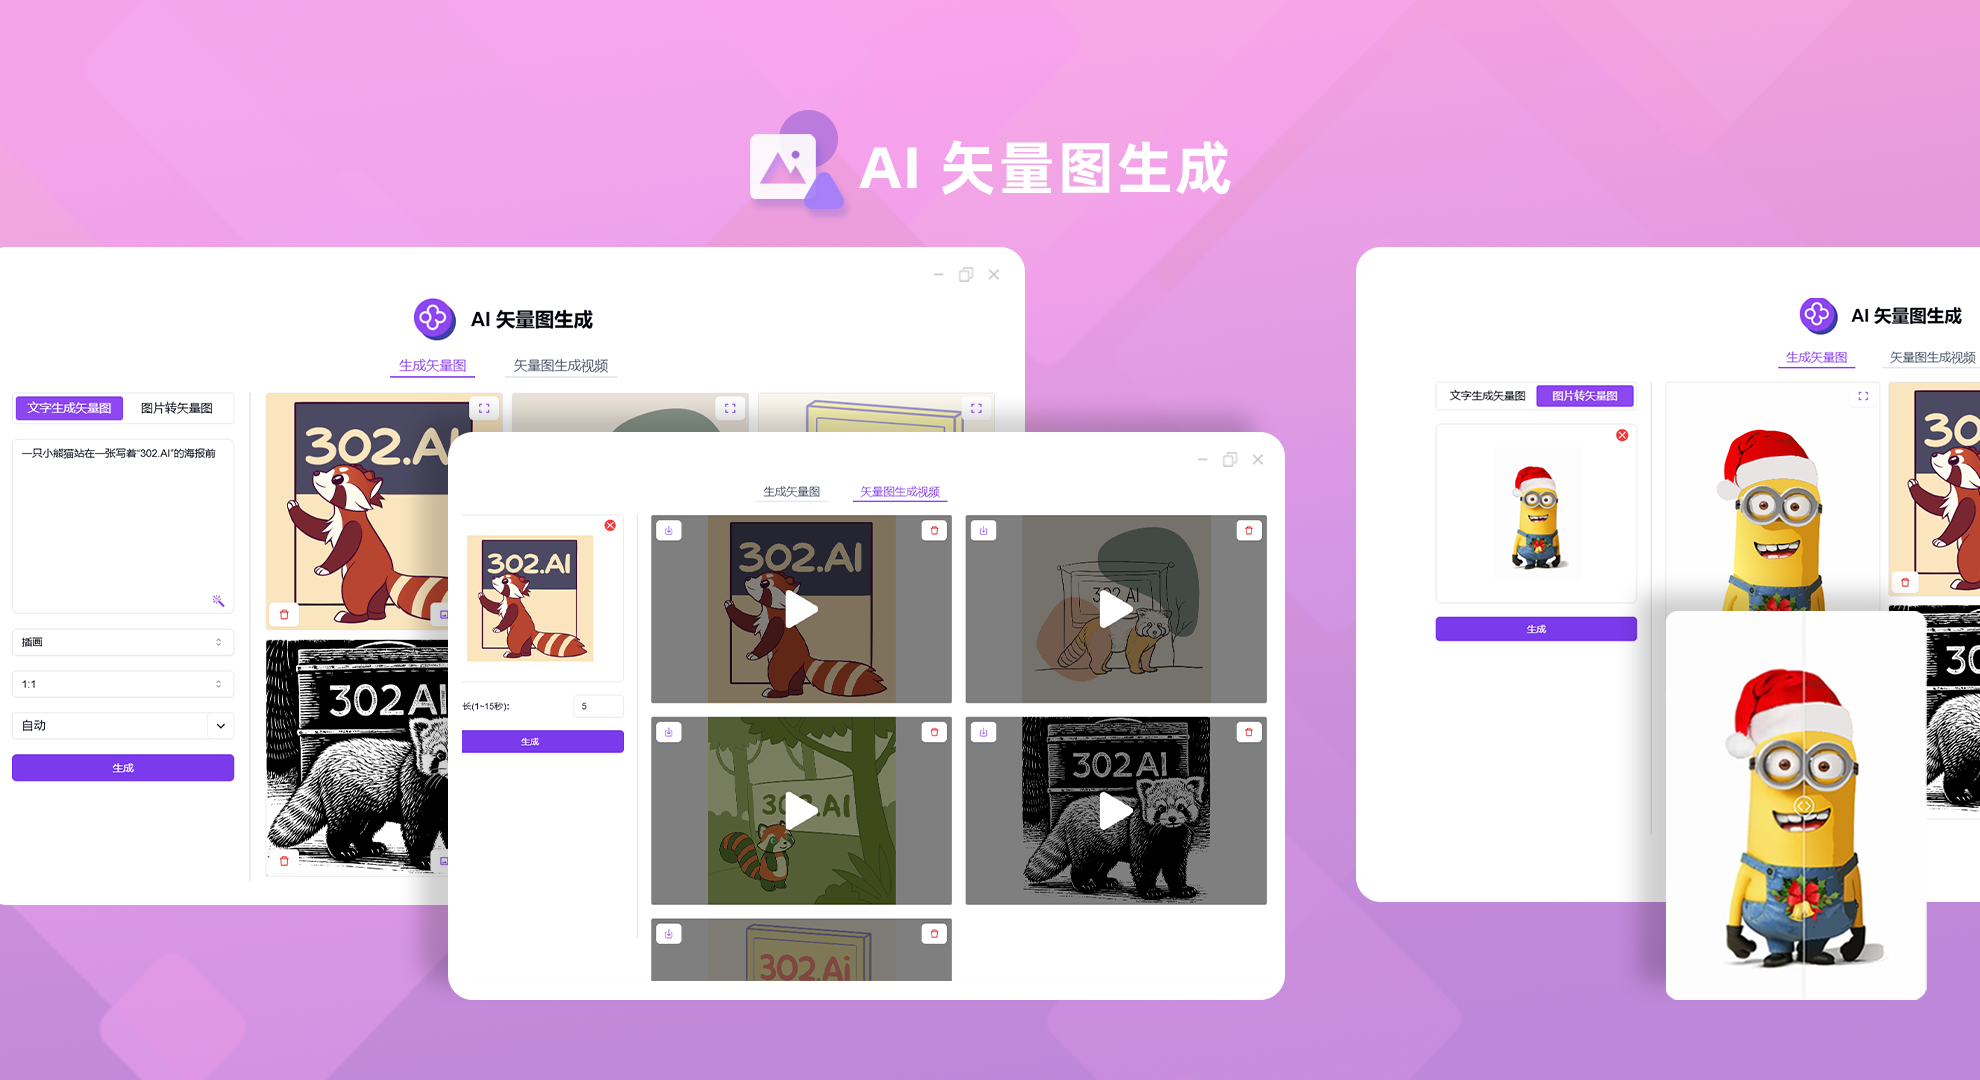 AI 矢量图生成
AI 矢量图生成
生成矢量图
矢量图生成视频
文字生成矢量图
图片转矢量图
一只小熊猫站在一张写着“302.AI”的海报前
插画
1:1
自动
生成
302.AI
302AI
生成矢量图
矢量图生成视频
302.AI
长(1~15秒):
5
生成
302.AI
302 AI
302.AI
302AI
302.Ai
AI 矢量图生成
生成矢量图
矢量图生成视频
文字生成矢量图
图片转矢量图
生成